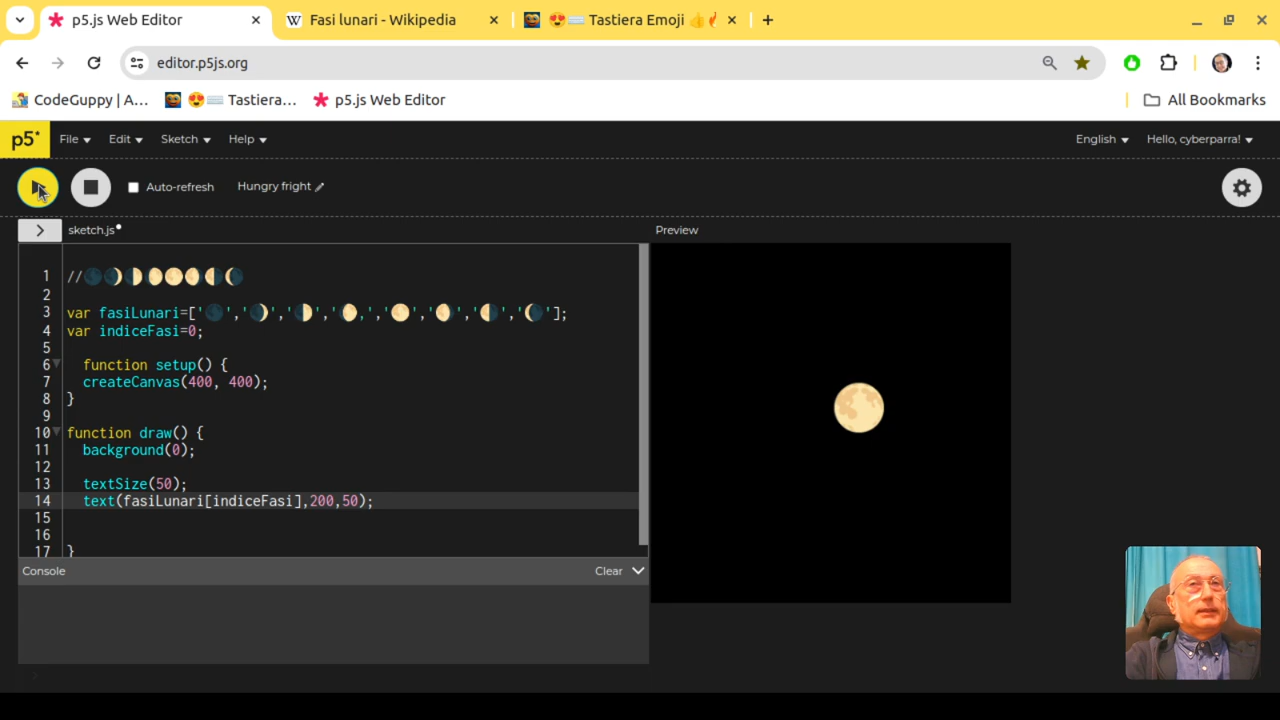 p5.js Web Editor
Fasi lunari - Wikipedia
😍⌨️ Tastiera Emoji 👍🔥
editor.p5js.org
CodeGuppy | A...
😍⌨️ Tastiera...
p5.js Web Editor
All Bookmarks
p5*
File
Edit
Sketch
Help
English
Hello, cyberparra!
Auto-refresh
Hungry fright
sketch.js
Preview
1 //🌑🌒🌓🌔🌕🌖🌗🌘
2
3 var fasiLunari=['🌑','🌒','🌓','🌔,','🌕','🌖','🌗','🌘'];
4 var indiceFasi=0;
5
6 function setup() {
7 createCanvas(400, 400);
8 }
9
10 function draw() {
11 background(0);
12
13 textSize(50);
14 text(fasiLunari[indiceFasi],200,50);
15
16
17 }
Console
Clear